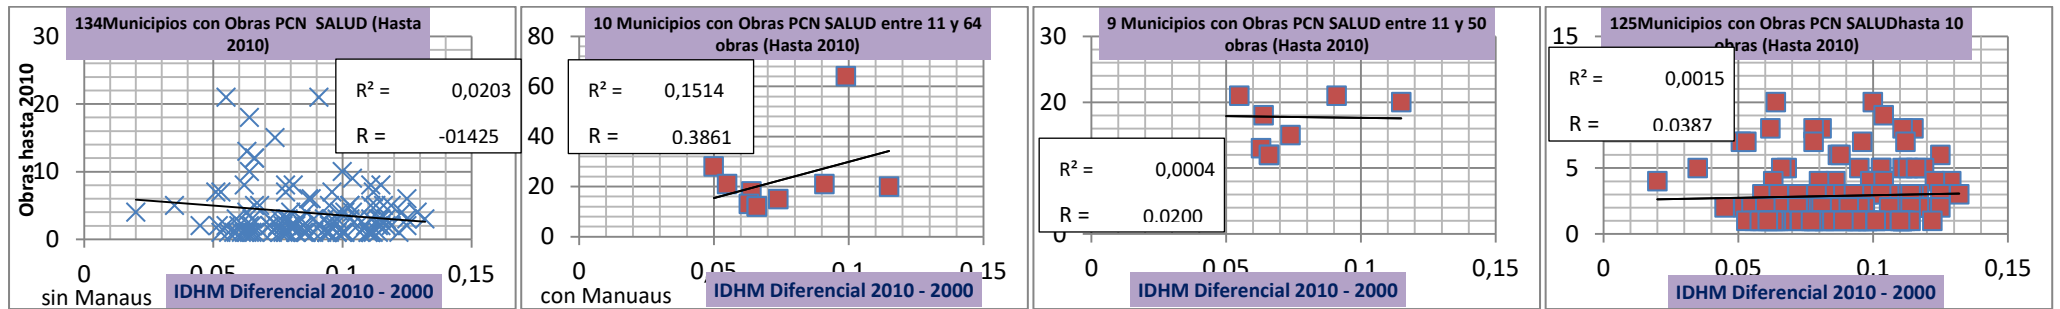 134Municipios con Obras PCN  SALUD (Hasta
2010)
30
20
10
0
Obras hasta2010
R² = 0,0203
R = -01425
0 0,05 0,1 0,15
sin Manaus
IDHM Diferencial 2010 - 2000
10 Municipios con Obras PCN SALUD entre 11 y 64
obras (Hasta 2010)
80
60
40
20
0
R² = 0,1514
R = 0.3861
0 0,05 0,1 0,15
con Manuaus
IDHM Diferencial 2010 - 2000
9 Municipios con Obras PCN SALUD entre 11 y 50
obras (Hasta 2010)
30
20
0
R² = 0,0004
R = 0.0200
0 0,05 0,1 0,15
IDHM Diferencial 2010 - 2000
125Municipios con Obras PCN SALUDhasta 10
obras (Hasta 2010)
15
5
0
R² = 0,0015
R = 0.0387
0 0,05 0,1 0,15
IDHM Diferencial 2010 - 2000